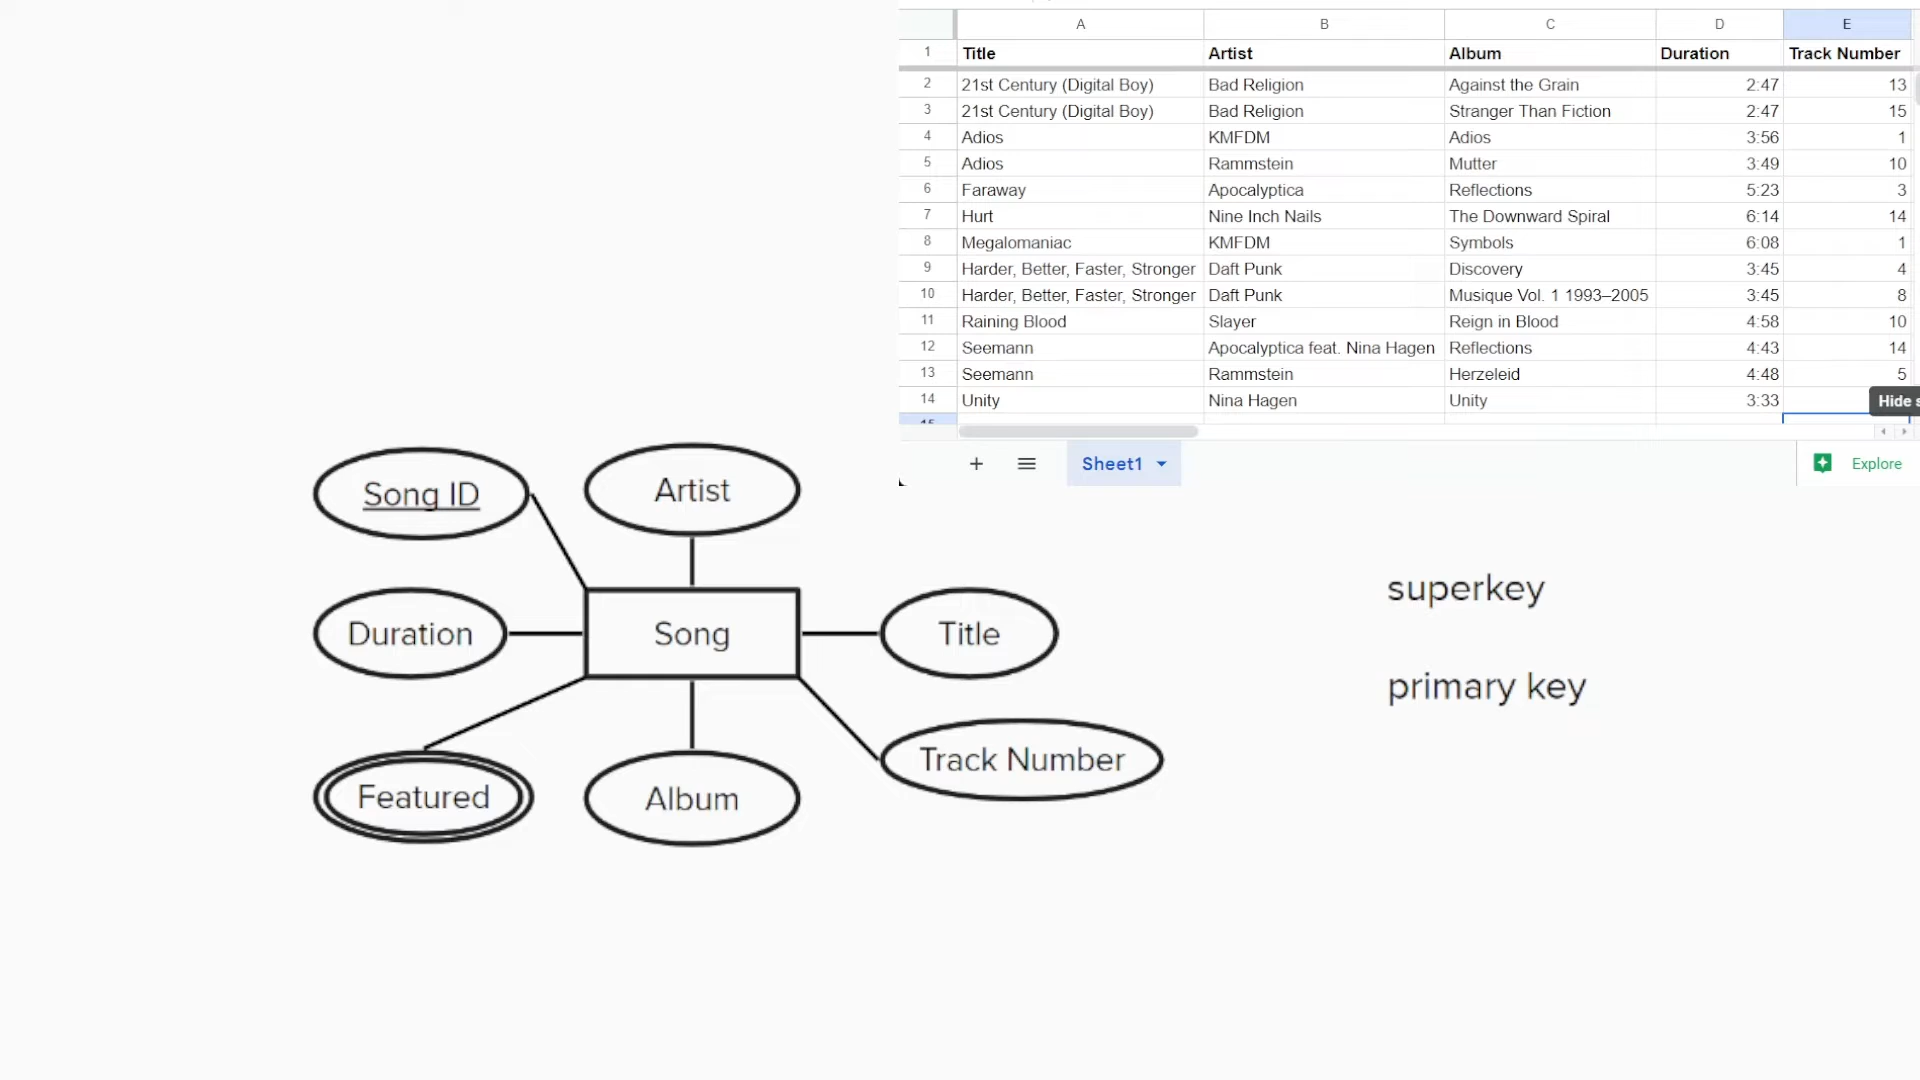 A B C D E
1 Title Artist Album Duration Track Number
2 21st Century (Digital Boy) Bad Religion Against the Grain 2:47 13
3 21st Century (Digital Boy) Bad Religion Stranger Than Fiction 2:47 15
4 Adios KMFDM Adios 3:56 1
5 Adios Rammstein Mutter 3:49 10
6 Faraway Apocalyptica Reflections 5:23 3
7 Hurt Nine Inch Nails The Downward Spiral 6:14 14
8 Megalomaniac KMFDM Symbols 6:08 1
9 Harder, Better, Faster, Stronger Daft Punk Discovery 3:45 4
10 Harder, Better, Faster, Stronger Daft Punk Musique Vol. 1 1993–2005 3:45 8
11 Raining Blood Slayer Reign in Blood 4:58 10
12 Seemann Apocalyptica feat. Nina Hagen Reflections 4:43 14
13 Seemann Rammstein Herzeleid 4:48 5
14 Unity Nina Hagen Unity 3:33
Hide
Sheet1 Explore
Song ID Artist
superkey
Duration Song Title
primary key
Track Number
Featured Album